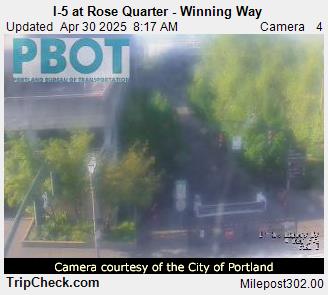 I-5 at Rose Quarter - Winning Way
Updated Apr 30 2025 8:17 AM Camera 4
PBOT
PORTLAND BUREAU OF TRANSPORTATION
Camera courtesy of the City of Portland
TripCheck.com Milepost302.00